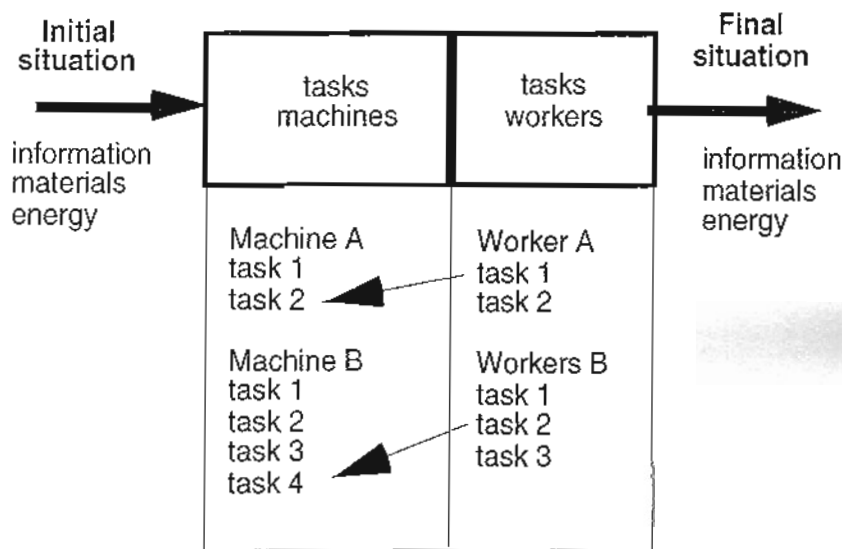 Initial
situation
information
materials
energy
tasks
machines
tasks
workers
Final
situation
information
materials
energy
Machine A
task 1
task 2
Worker A
task 1
task 2
Machine B
task 1
task 2
task 3
task 4
Workers B
task 1
task 2
task 3